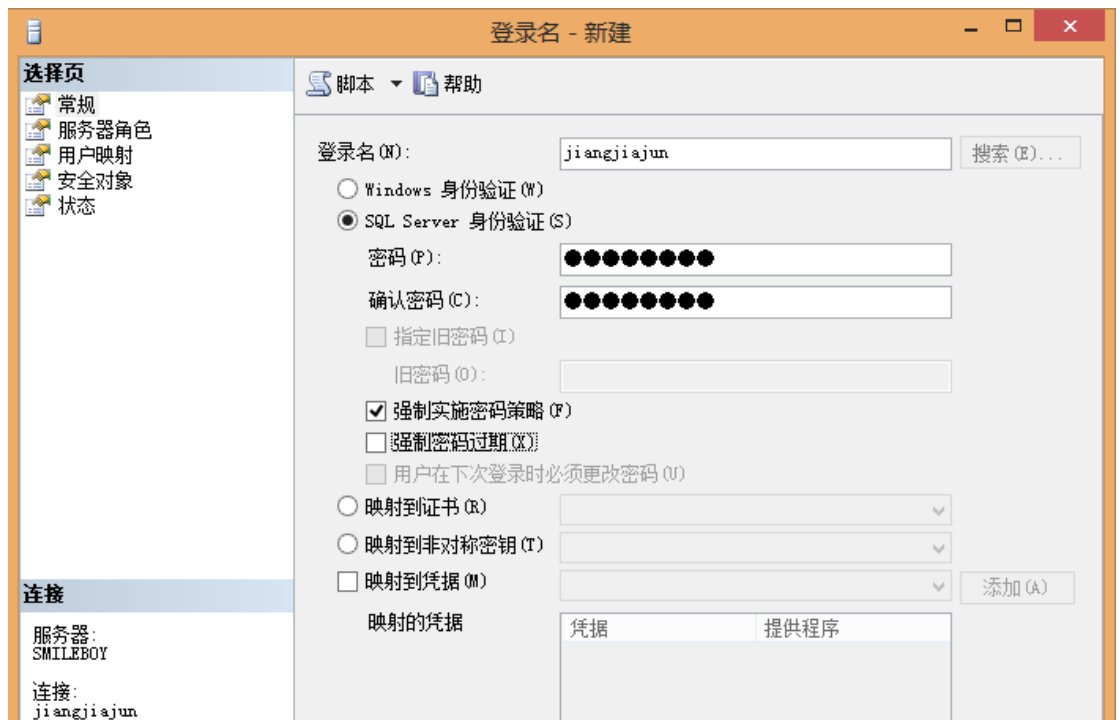 登录名 - 新建
选择页
常规
服务器角色
用户映射
安全对象
状态
脚本 帮助
登录名(N): jiangjiajun 搜索(E)...
Windows 身份验证(W)
SQL Server 身份验证(S)
密码(P): ●●●●●●●●
确认密码(C): ●●●●●●●●
指定旧密码(I)
旧密码(O):
强制实施密码策略(F)
强制密码过期(X)
用户在下次登录时必须更改密码(U)
映射到证书(R)
映射到非对称密钥(T)
映射到凭据(M) 添加(A)
映射的凭据 凭据 提供程序
连接
服务器:
SMILEBOY
连接:
jiangjiajun